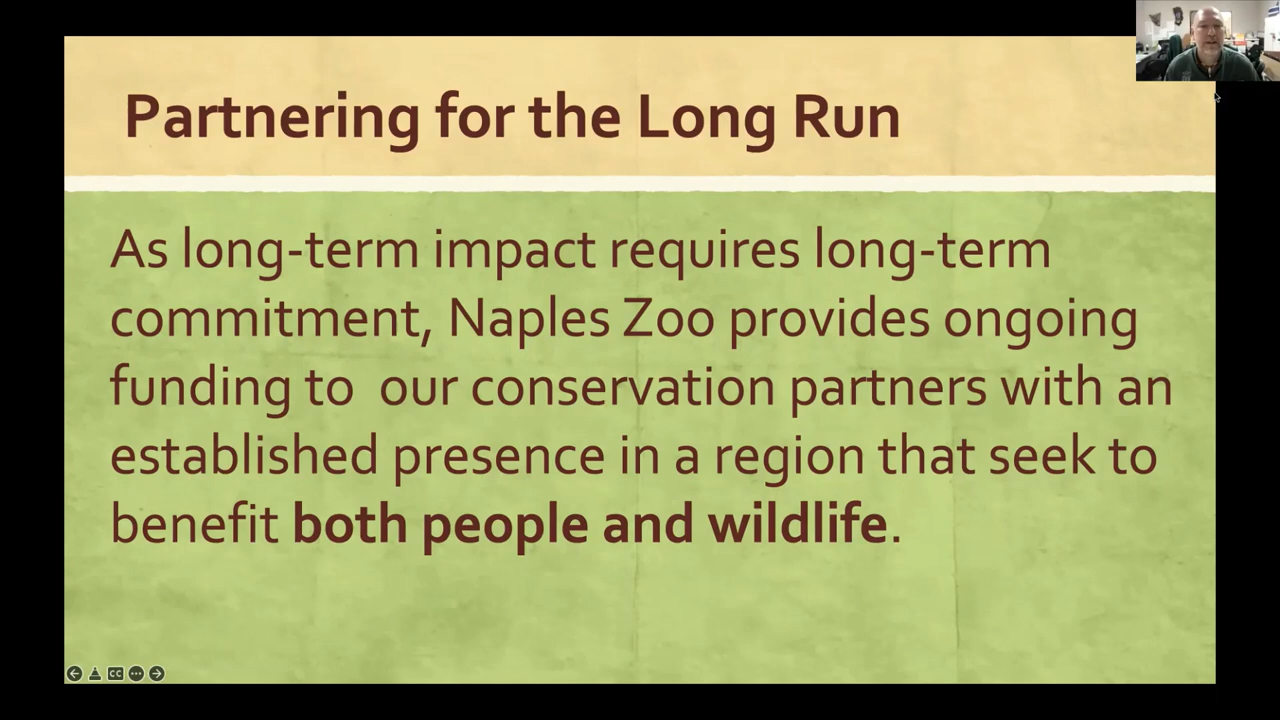 Partnering for the Long Run
As long-term impact requires long-term
commitment, Naples Zoo provides ongoing
funding to  our conservation partners with an
established presence in a region that seek to
benefit both people and wildlife.
CC